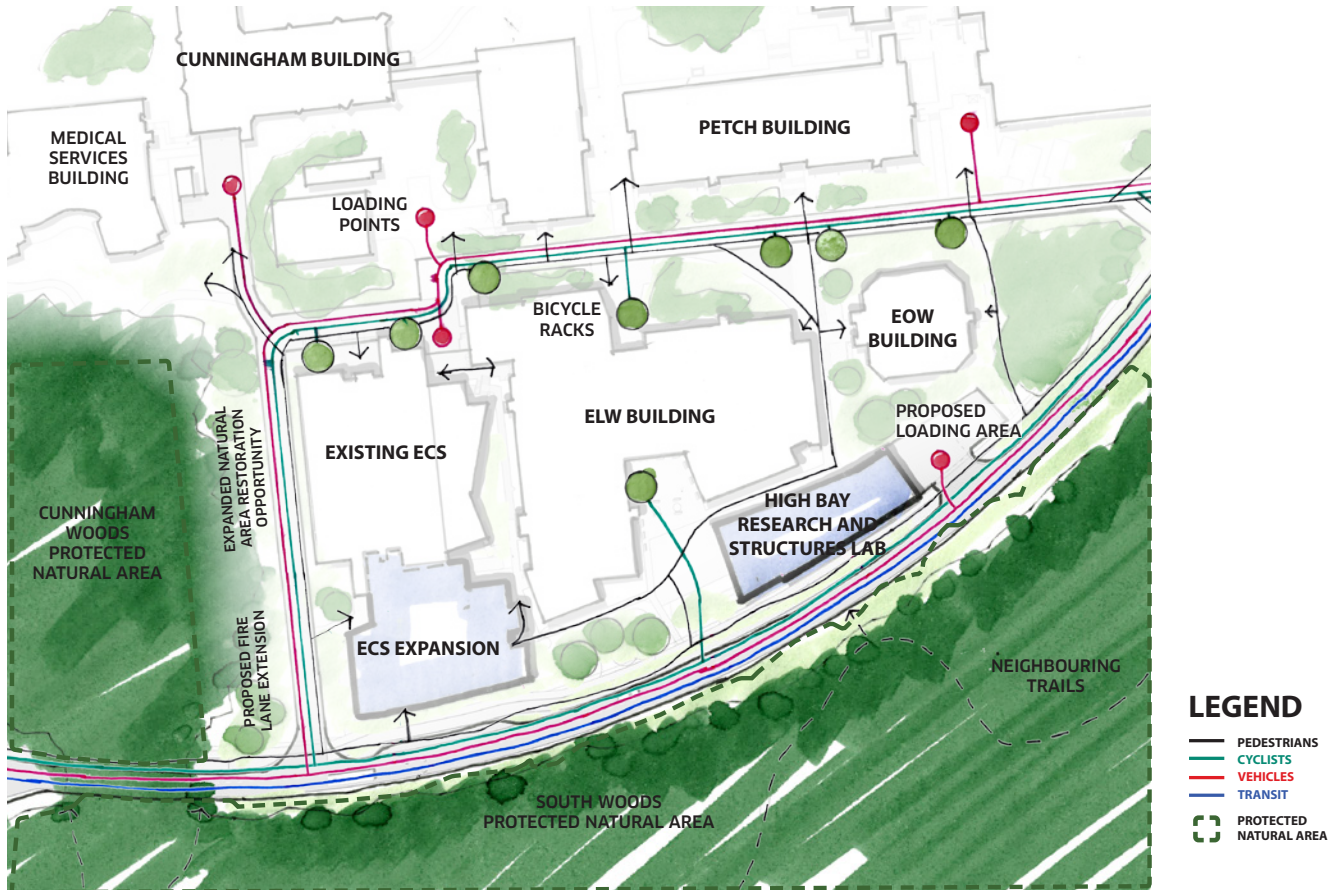 CUNNINGHAM BUILDING
MEDICAL
SERVICES
BUILDING
PETCH BUILDING
LOADING
POINTS
BICYCLE
RACKS
EOW
BUILDING
ELW BUILDING
PROPOSED
LOADING AREA
EXISTING ECS
EXPANDED NATURAL
AREA RESTORATION
OPPORTUNITY
CUNNINGHAM
WOODS
PROTECTED
NATURAL AREA
HIGH BAY
RESEARCH AND
STRUCTURES LAB
PROPOSED FIRE
LANE EXTENSION
ECS EXPANSION
NEIGHBOURING
TRAILS
SOUTH WOODS
PROTECTED NATURAL AREA
LEGEND
PEDESTRIANS
CYCLISTS
VEHICLES
TRANSIT
PROTECTED
NATURAL AREA